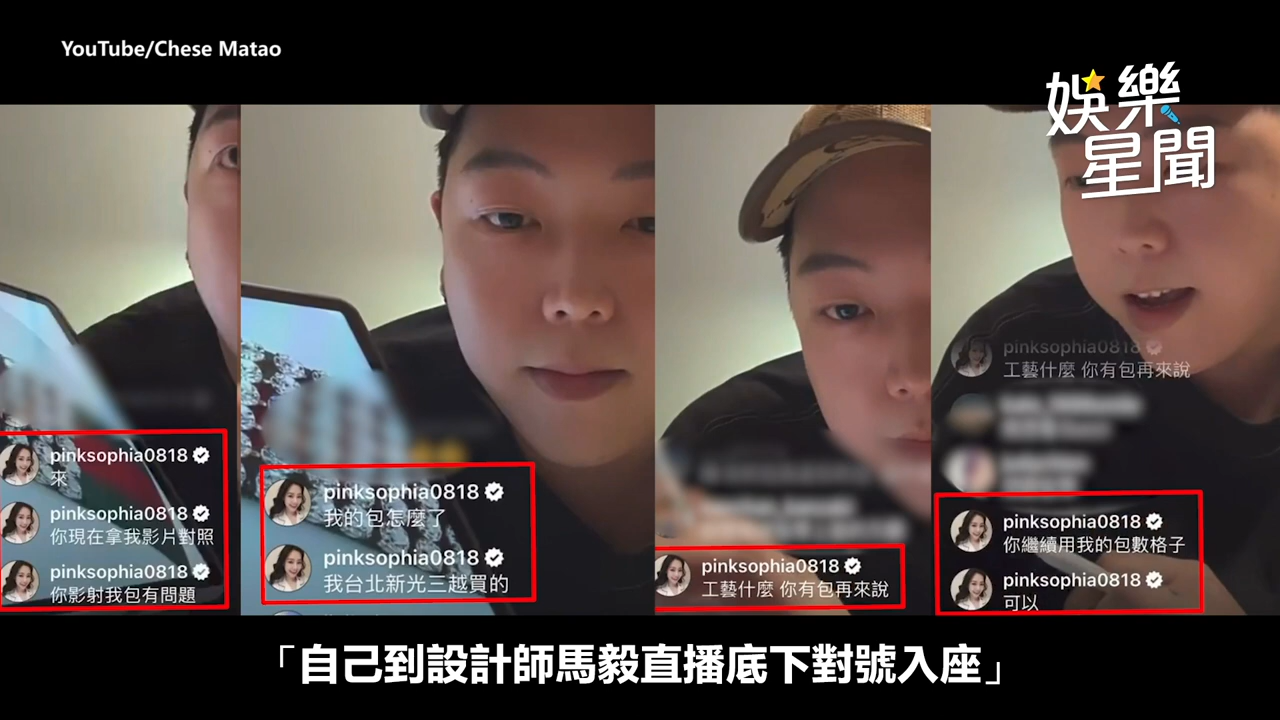 YouTube/Chese Matao
娛樂
星聞
pinksophia0818
來
pinksophia0818
你現在拿我影片對照
pinksophia0818
你影射我包有問題
pinksophia0818
我的包怎麼了
pinksophia0818
我台北新光三越買的
pinksophia0818
工藝什麼 你有包再來說
pinksophia0818
工藝什麼 你有包再來說
pinksophia0818
你繼續用我的包數格子
pinksophia0818
可以
「自己到設計師馬毅直播底下對號入座」